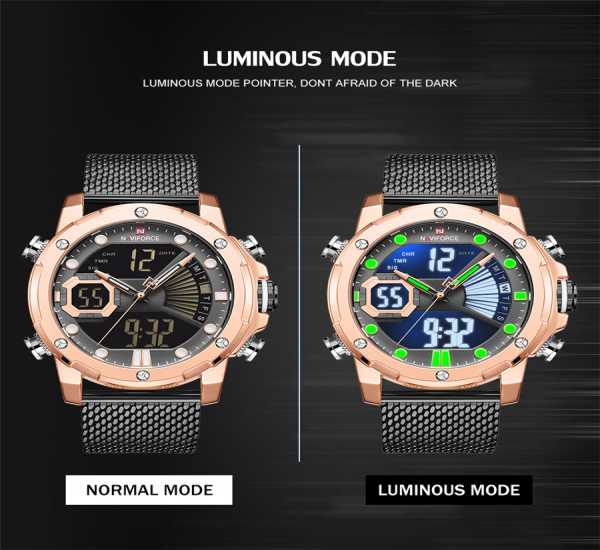 LUMINOUS MODE
LUMINOUS MODE POINTER, DONT AFRAID OF THE DARK
NAVIFORCE
CHR
12
DATE
TMR
SIG
55
M T W T F S
9:32
NAVIFORCE
CHR
12
DATE
TMR
SIG
55
M T W T F S
9:32
NORMAL MODE
LUMINOUS MODE